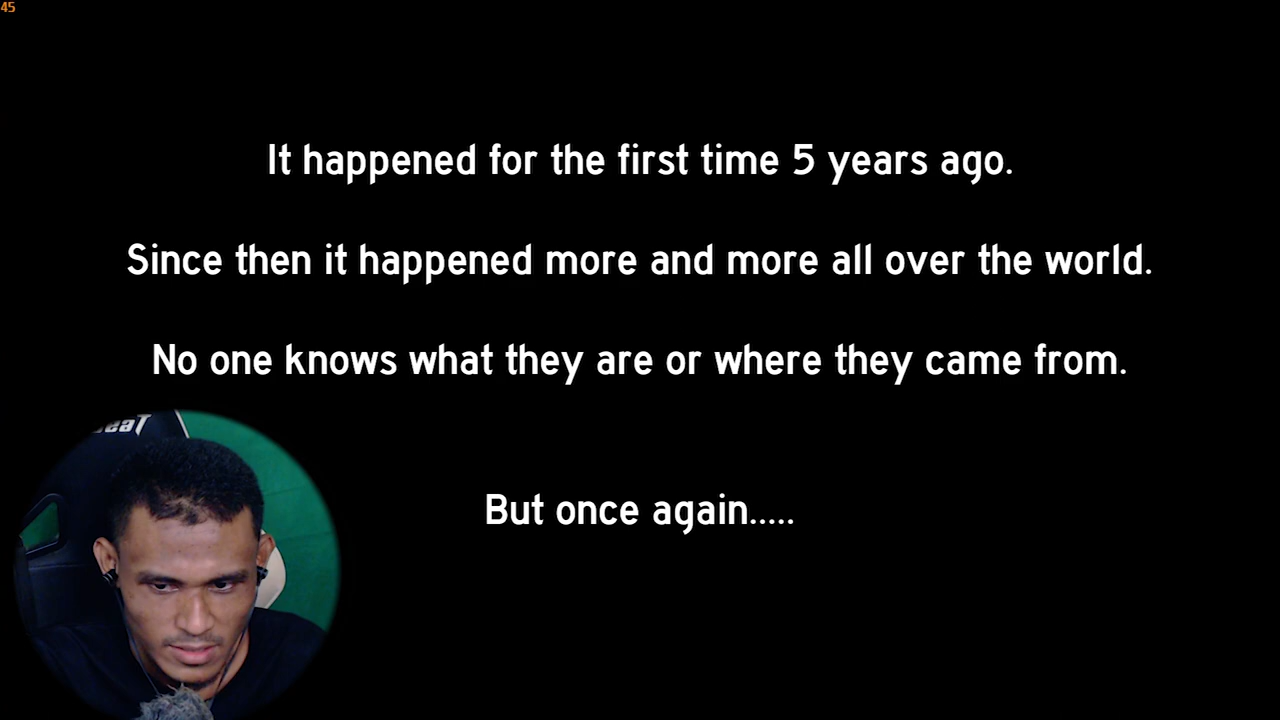 45
It happened for the first time 5 years ago.
Since then it happened more and more all over the world.
No one knows what they are or where they came from.
But once again.....